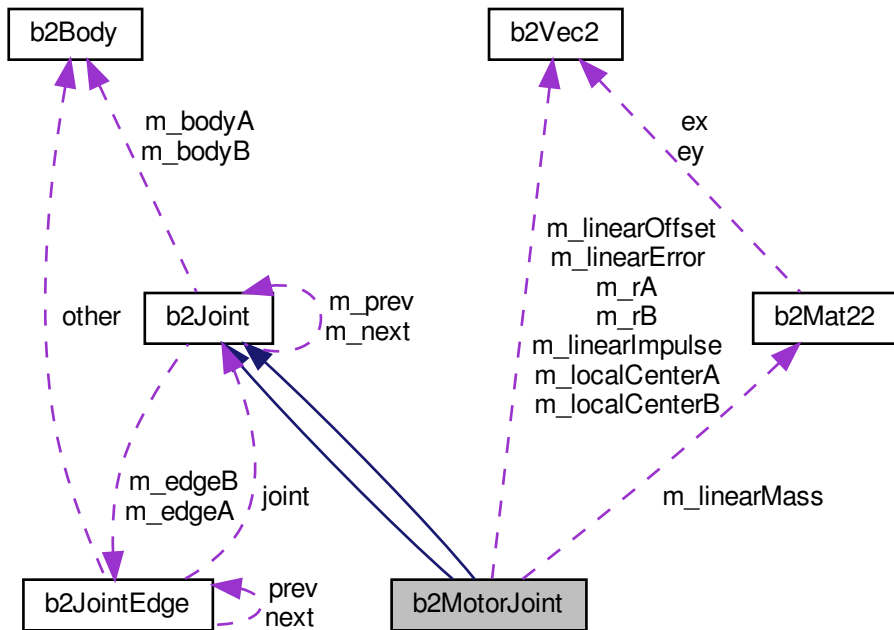 b2Body
b2Vec2
m_bodyA
m_bodyB
ex
ey
m_linearOffset
m_linearError
m_rA
m_rB
m_linearImpulse
m_localCenterA
m_localCenterB
other
b2Joint
m_prev
m_next
b2Mat22
m_edgeB
m_edgeA
joint
m_linearMass
b2JointEdge
prev
next
b2MotorJoint